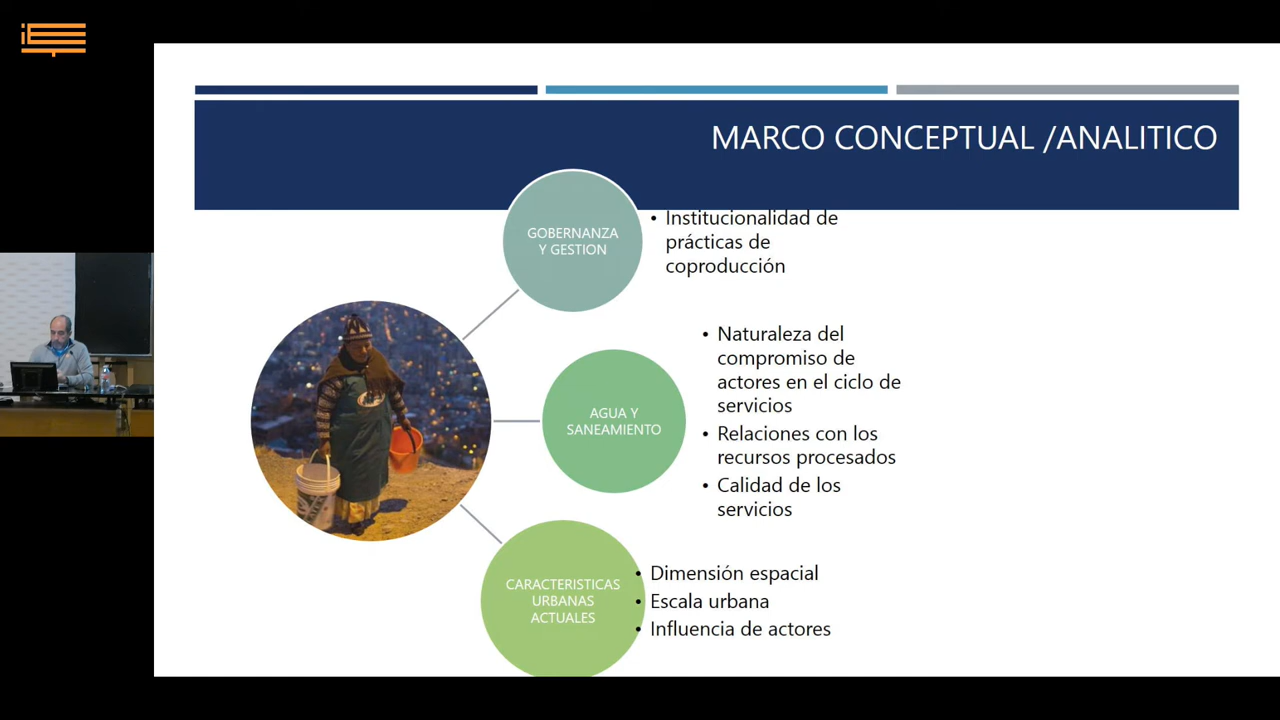 MARCO CONCEPTUAL /ANALITICO
GOBERNANZA
Y GESTION
• Institucionalidad de
prácticas de
coproducción
AGUA Y
SANEAMIENTO
• Naturaleza del
compromiso de
actores en el ciclo de
servicios
• Relaciones con los
recursos procesados
• Calidad de los
servicios
CARACTERISTICAS
URBANAS
ACTUALES
• Dimensión espacial
• Escala urbana
• Influencia de actores